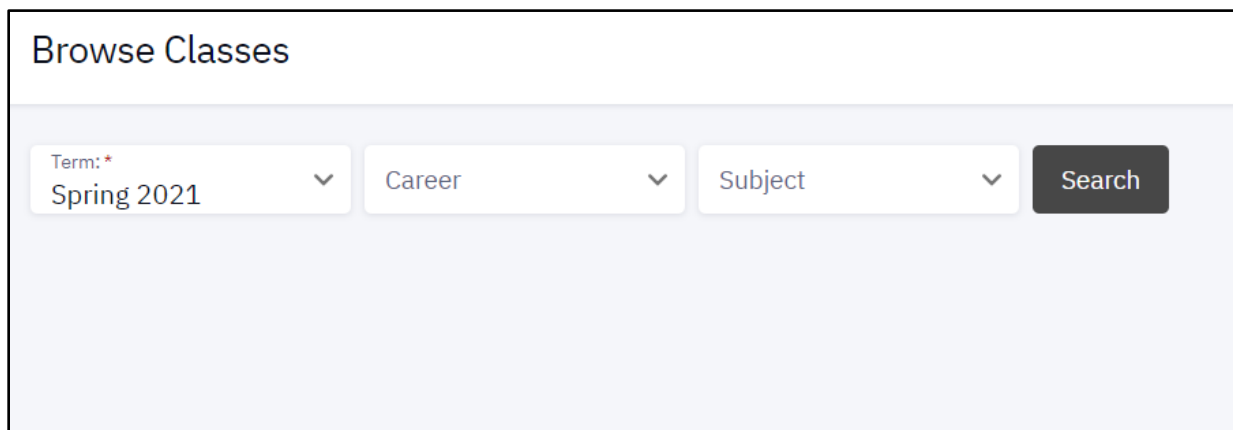 Browse Classes
Term: *
Spring 2021
Career
Subject
Search